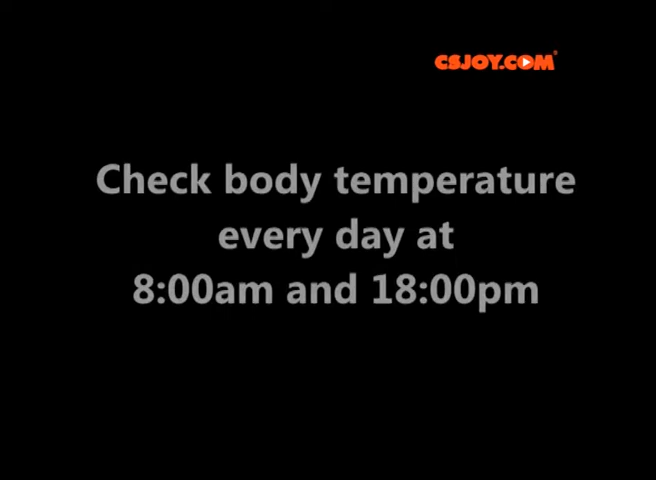 CSJOY.COM®
Check body temperature
every day at
8:00am and 18:00pm